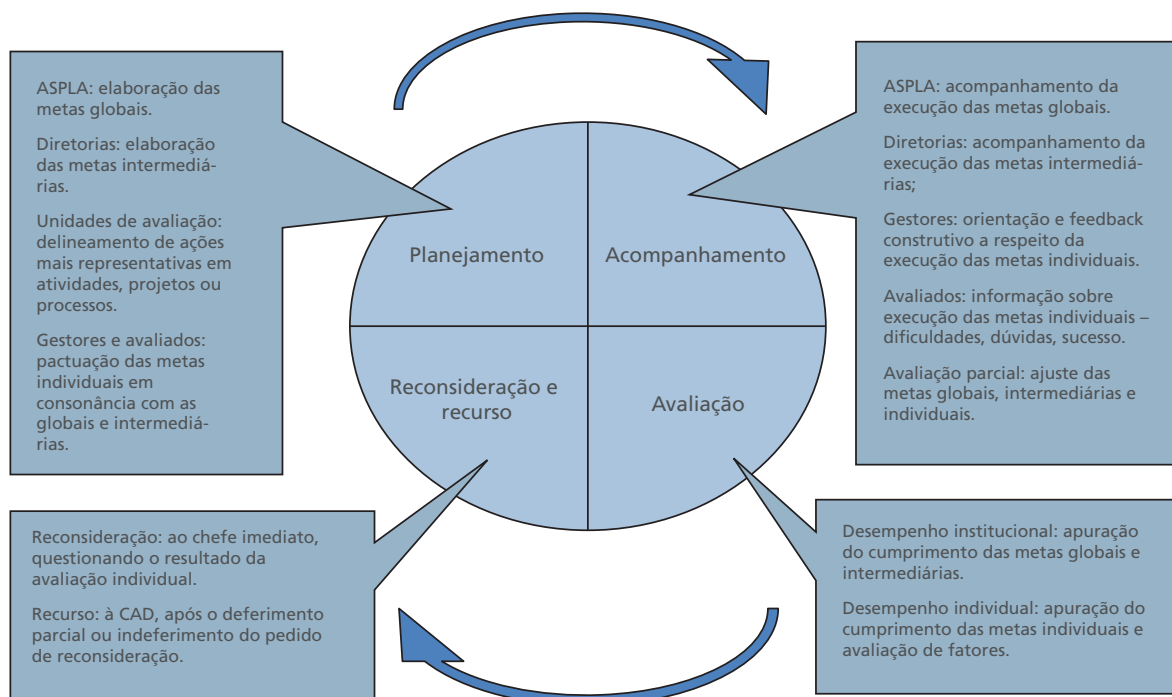 ASPLA: elaboração das
metas globais.
Diretorias: elaboração
das metas intermediá-
rias.
Unidades de avaliação:
delineamento de ações
mais representativas em
atividades, projetos ou
processos.
Gestores e avaliados:
pactuação das metas
individuais em
consonância com as
globais e intermediá-
rias.
Planejamento
Acompanhamento
ASPLA: acompanhamento da
execução das metas globais.
Diretorias: acompanhamento da
execução das metas intermediá-
rias;
Gestores: orientação e feedback
construtivo a respeito da
execução das metas individuais.
Avaliados: informação sobre
execução das metas individuais –
dificuldades, dúvidas, sucesso.
Avaliação parcial: ajuste das
metas globais, intermediárias e
individuais.
Reconsideração e
recurso
Avaliação
Reconsideração: ao chefe imediato,
questionando o resultado da
avaliação individual.
Recurso: à CAD, após o deferimento
parcial ou indeferimento do pedido
de reconsideração.
Desempenho institucional: apuração
do cumprimento das metas globais e
intermediárias.
Desempenho individual: apuração do
cumprimento das metas individuais e
avaliação de fatores.